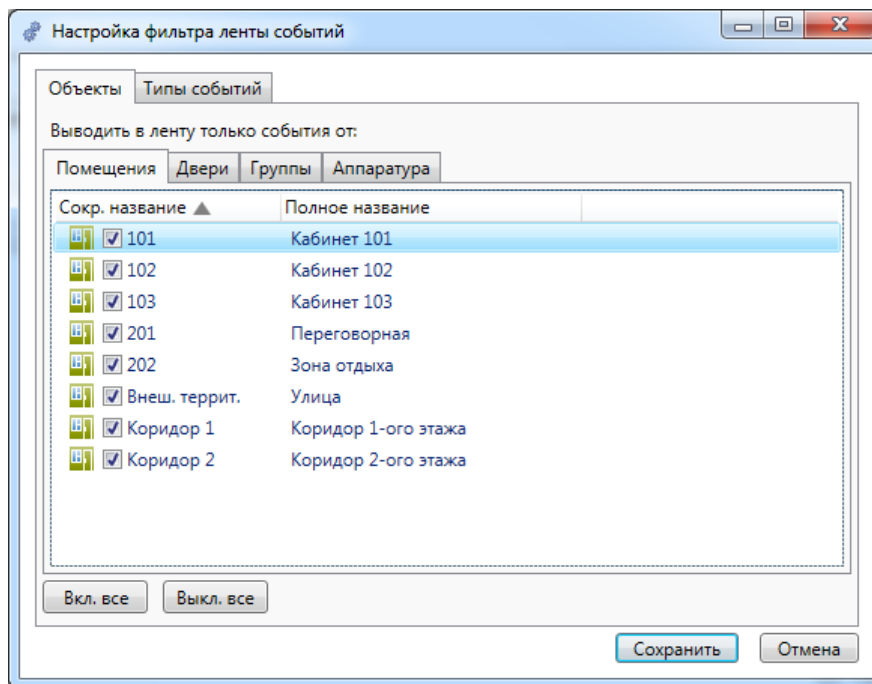 Настройка фильтра ленты событий
Объекты Типы событий
Выводить в ленту только события от:
Помещения Двери Группы Аппаратура
Сокр. название Полное название
101 Кабинет 101
102 Кабинет 102
103 Кабинет 103
201 Переговорная
202 Зона отдыха
Внеш. террит. Улица
Коридор 1 Коридор 1-ого этажа
Коридор 2 Коридор 2-ого этажа
Вкл. все Выкл. все
Сохранить Отмена